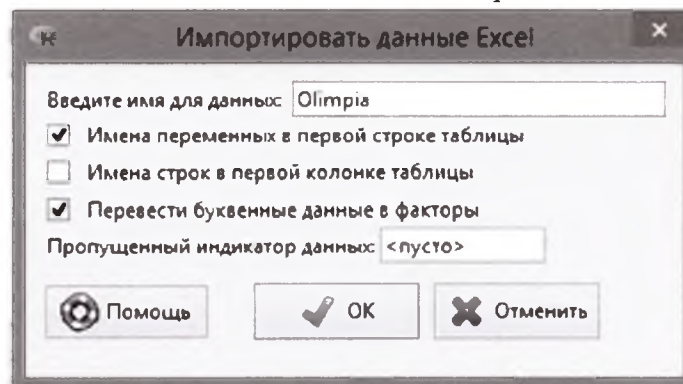 Импортировать данные Excel
Введите имя для данных: Olimpia
Имена переменных в первой строке таблицы
Имена строк в первой колонке таблицы
Перевести буквенные данные в факторы
Пропущенный индикатор данных: <пусто>
Помощь OK Отменить